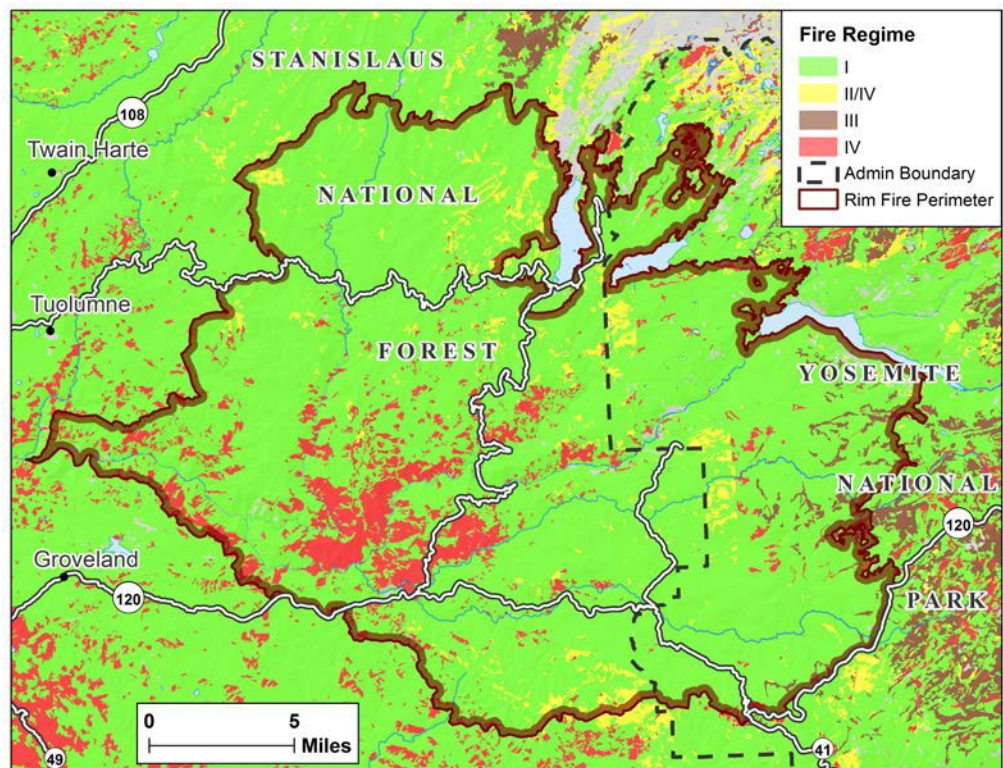 Fire Regime
I
II/IV
III
IV
Admin Boundary
Rim Fire Perimeter
STANISLAUS
108
Twain Harte
NATIONAL
Tuolumne
FOREST
YOSEMITE
NATIONAL
120
Groveland
120
PARK
0 5
Miles
49
41